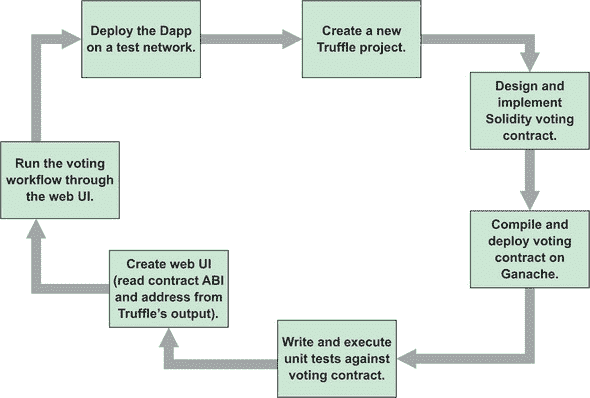 Deploy the Dapp
on a test network.
Create a new
Truffle project.
Design and
implement
Solidity voting
contract.
Compile and
deploy voting
contract on
Ganache.
Write and execute
unit tests against
voting contract.
Create web UI
(read contract ABI
and address from
Truffle’s output).
Run the voting
workflow through
the web UI.